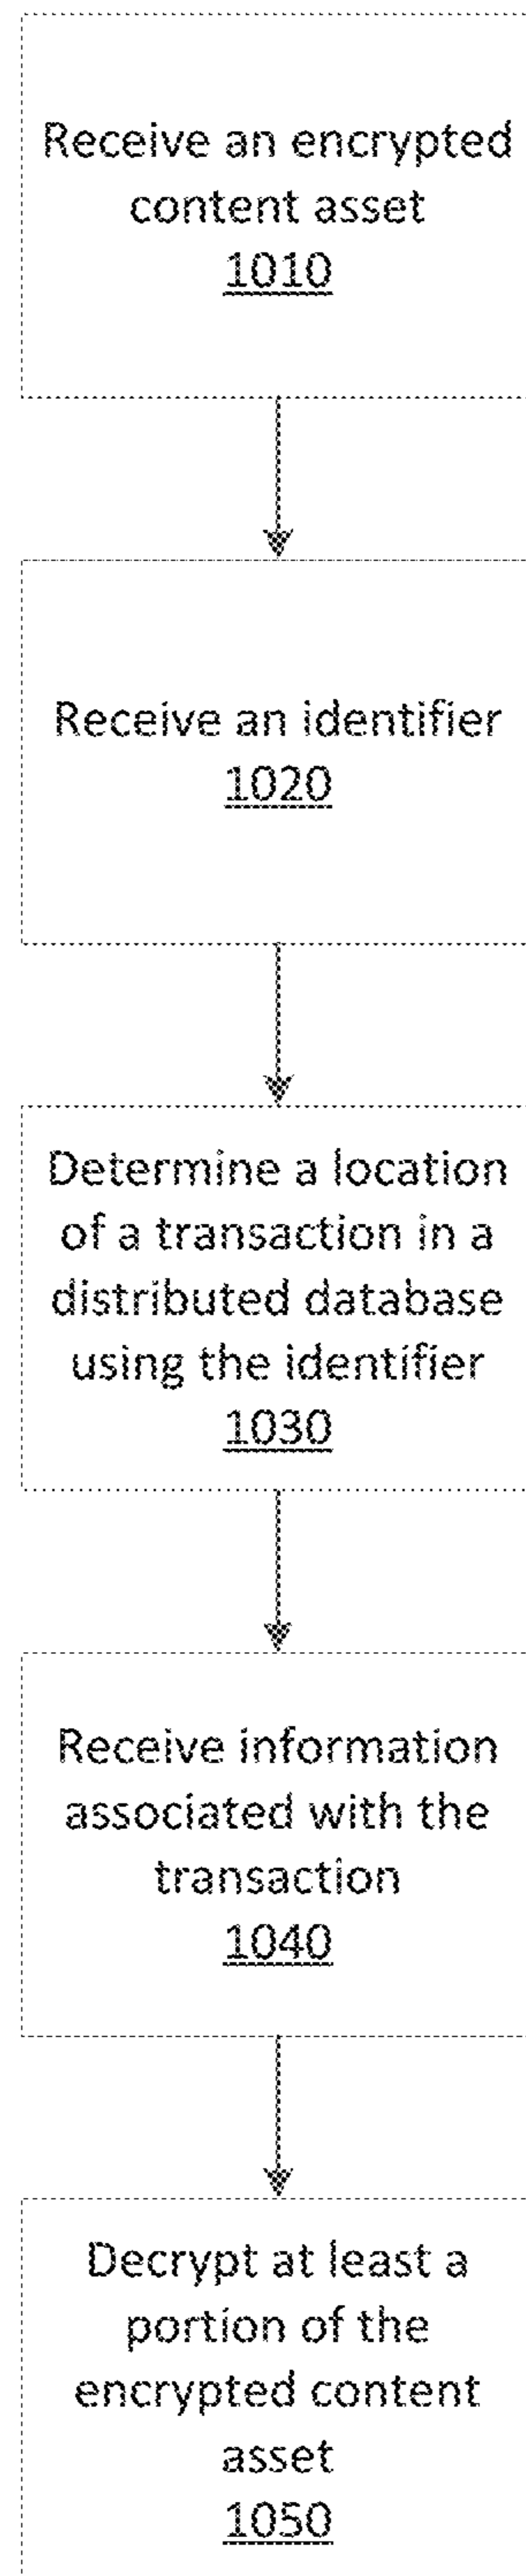 Receive an encrypted
content asset
1010
Receive an identifier
1020
Determine a location
of a transaction in a
distributed database
using the identifier
1030
Receive information
associated with the
transaction
1040
Decrypt at least a
portion of the
encrypted content
asset
1050